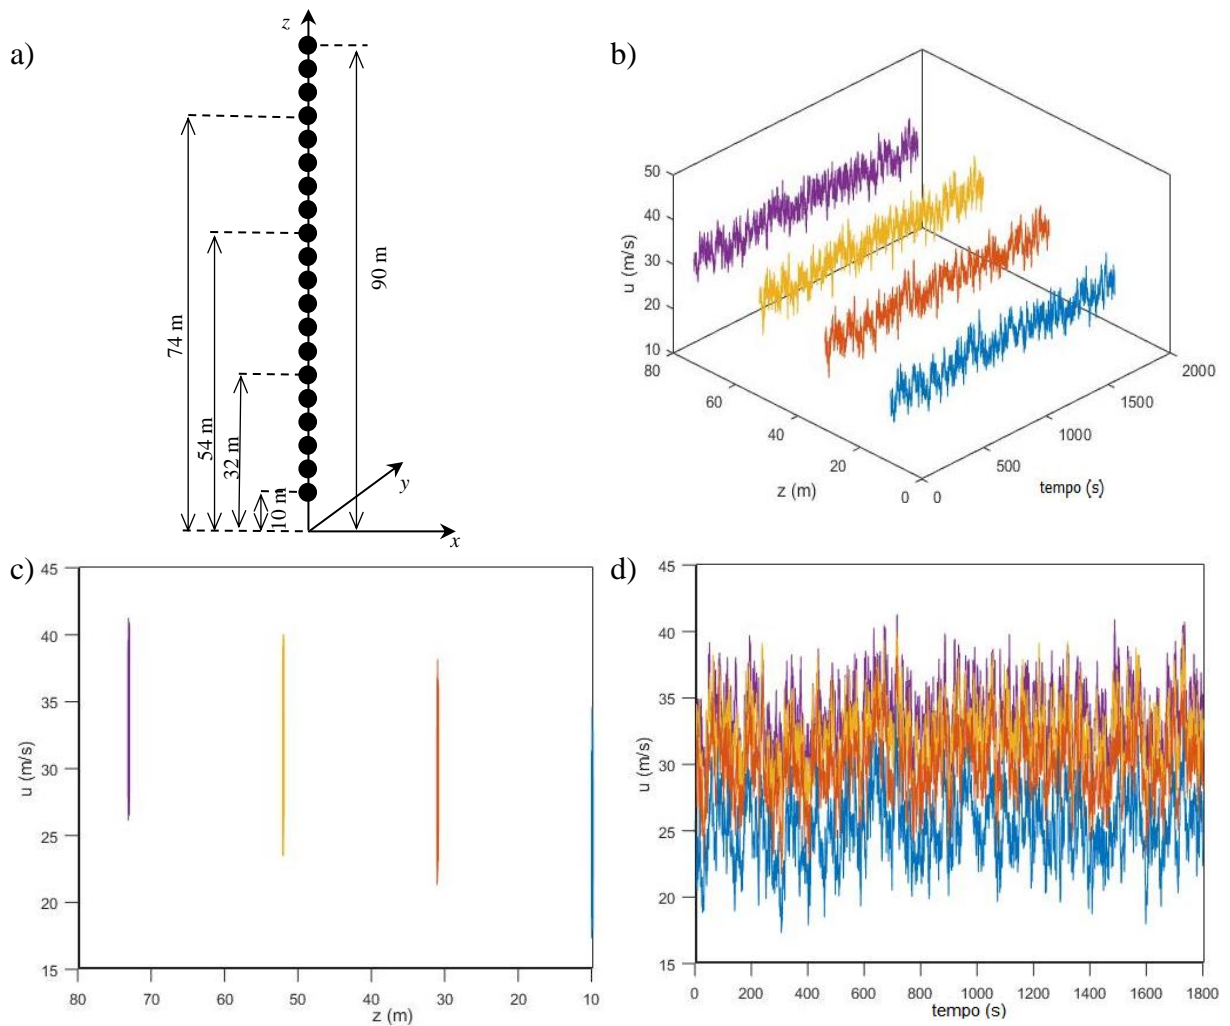 a)
z
90 m
74 m
54 m
32 m
10 m
y
x
b)
50
40
30
20
10
u (m/s)
80
60
40
20
0
z (m)
0
500
1000
1500
2000
tempo (s)
c)
45
40
35
30
25
20
15
u (m/s)
80 70 60 50 40 30 20 10
z (m)
d)
45
40
35
30
25
20
15
u (m/s)
0 200 400 600 800 1000 1200 1400 1600 1800
tempo (s)